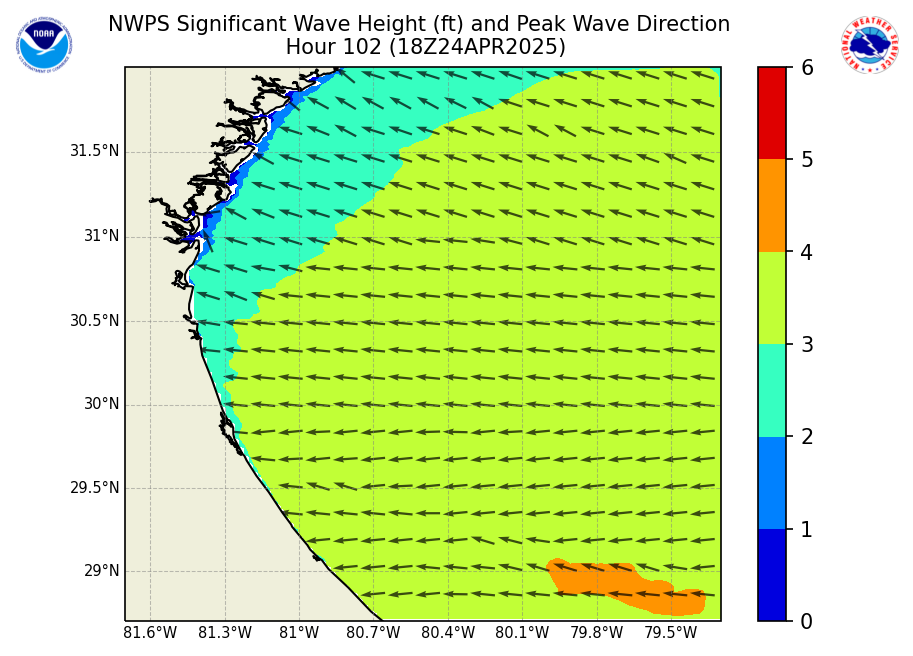 NWPS Significant Wave Height (ft) and Peak Wave Direction
Hour 102 (18Z24APR2025)
NOAA
NATIONAL WEATHER SERVICE
31.5°N
31°N
30.5°N
30°N
29.5°N
29°N
81.6°W 81.3°W 81°W 80.7°W 80.4°W 80.1°W 79.8°W 79.5°W
6
5
4
3
2
1
0